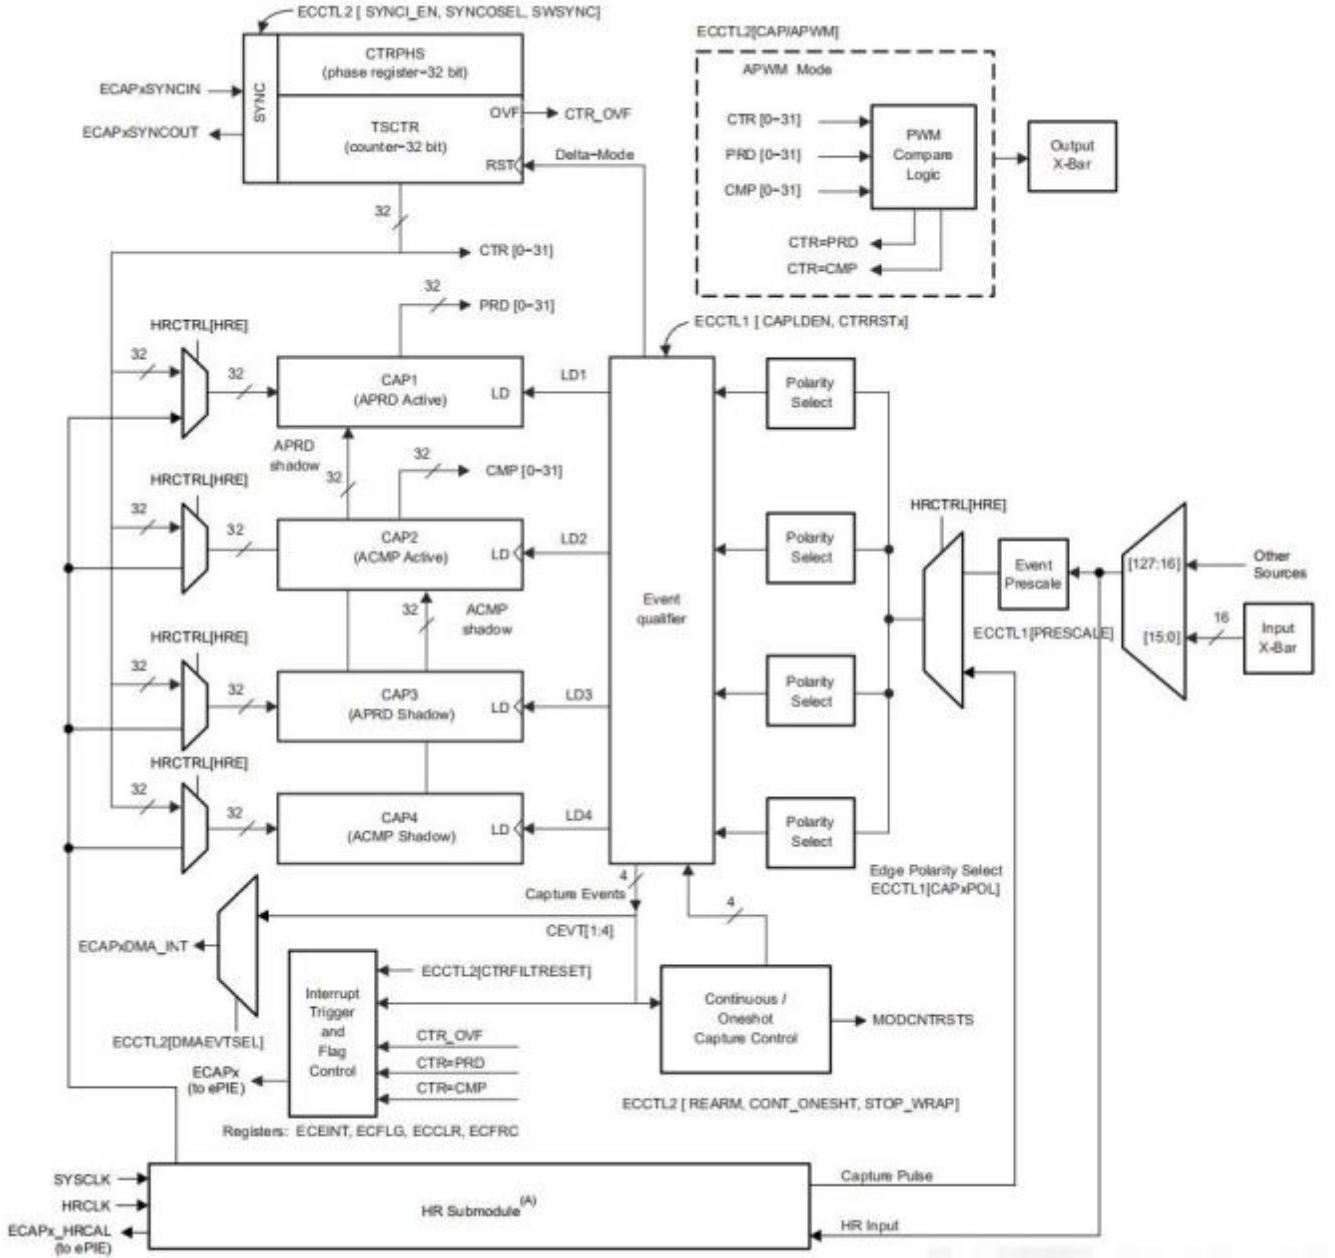 ECCTL2 [ SYNCI_EN, SYNCOSEL, SWSYNC]
ECCTL2[CAP/APWM]
CTRPHS
(phase register−32 bit)
APWM Mode
SYNC
ECAPxSYNCIN
OVF
CTR_OVF
CTR [0−31]
PWM
Compare
Logic
Output
X-Bar
ECAPxSYNCOUT
TSCTR
(counter−32 bit)
Delta−Mode
PRD [0−31]
RST
CMP [0−31]
32
CTR=PRD
CTR [0−31]
CTR=CMP
32
PRD [0−31]
ECCTL1 [ CAPLDEN, CTRRSTx]
HRCTRL[HRE]
32
32
CAP1
(APRD Active)
LD
LD1
Polarity
Select
APRD
shadow
32
32
CMP [0−31]
HRCTRL[HRE]
32
32
CAP2
(ACMP Active)
LD
LD2
Polarity
Select
HRCTRL[HRE]
Event
Prescale
[127:16]
Other
Sources
Event
qualifier
32
ACMP
shadow
ECCTL1[PRESCALE]
[15:0]
16
Input
X-Bar
HRCTRL[HRE]
32
32
CAP3
(APRD Shadow)
LD
LD3
Polarity
Select
HRCTRL[HRE]
32
32
CAP4
(ACMP Shadow)
LD
LD4
Polarity
Select
4
Capture Events
Edge Polarity Select
ECCTL1[CAPxPOL]
4
CEVT[1:4]
ECAPxDMA_INT
ECCTL2[CTRFILTRESET]
Interrupt
Trigger
and
Flag
Control
Continuous /
Oneshot
Capture Control
MODCNTRSTS
ECCTL2[DMAEVTSEL]
CTR_OVF
CTR=PRD
CTR=CMP
ECAPx
(to ePIE)
ECCTL2 [ REARM, CONT_ONESHT, STOP_WRAP]
Registers: ECEINT, ECFLG, ECCLR, ECFRC
SYSCLK
HRCLK
ECAPx_HRCAL
(to ePIE)
HR Submodule(A)
Capture Pulse
HR Input